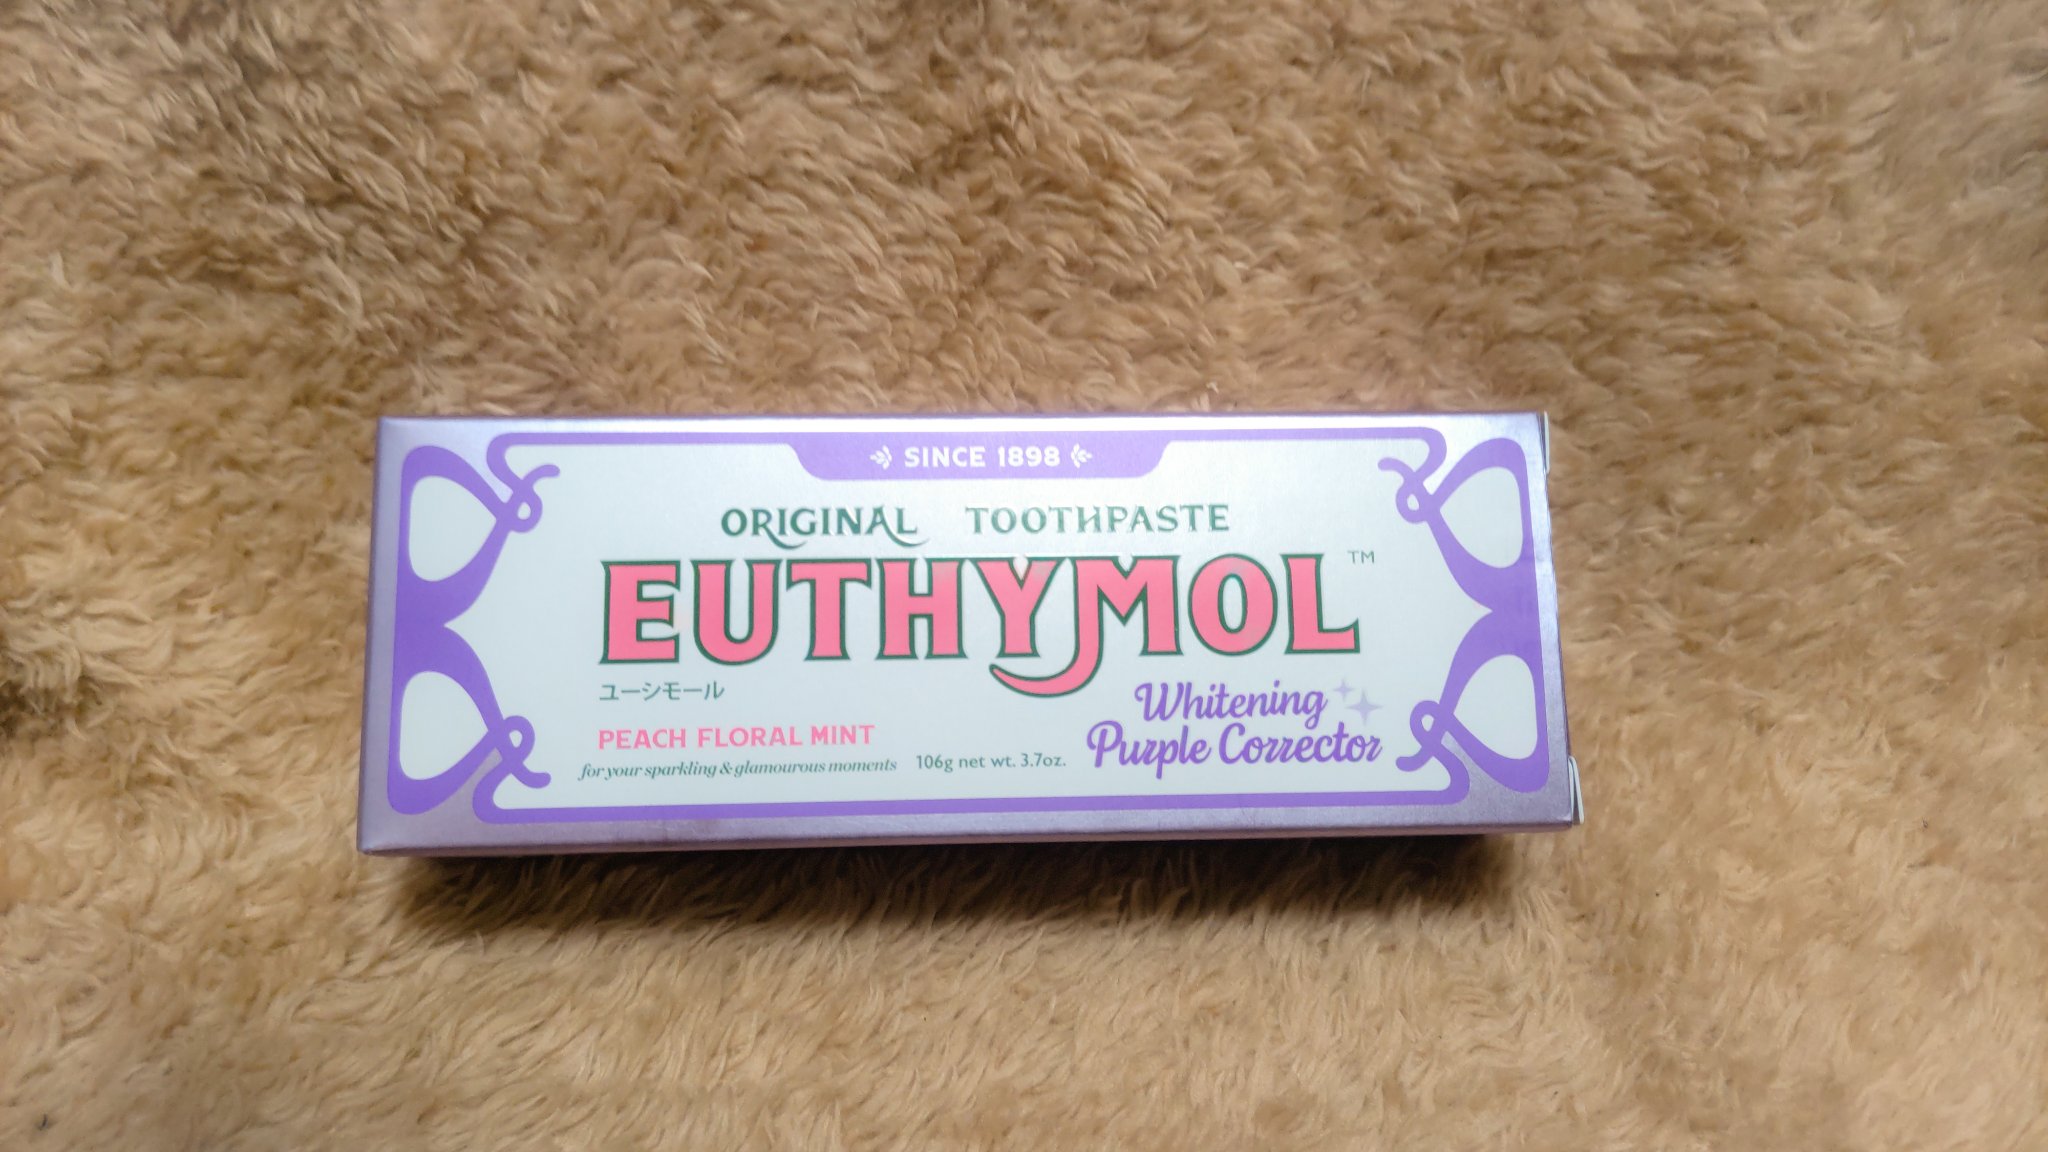 SINCE 1898
ORIGINAL TOOTHPASTE
EUTHYMOL™
ユーシモール
PEACH FLORAL MINT
for your sparkling & glamourous moments
106g net wt. 3.7oz.
Whitening
Purple Corrector